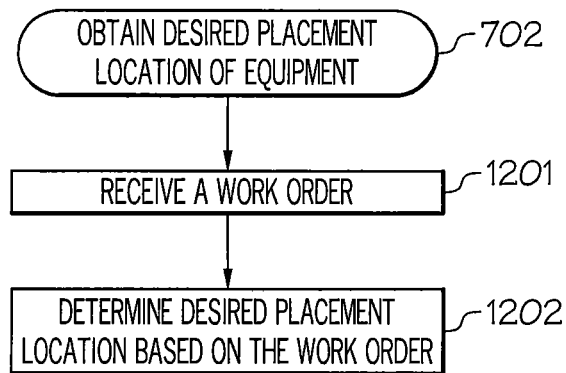 OBTAIN DESIRED PLACEMENT
LOCATION OF EQUIPMENT
702
RECEIVE A WORK ORDER
1201
DETERMINE DESIRED PLACEMENT
LOCATION BASED ON THE WORK ORDER
1202